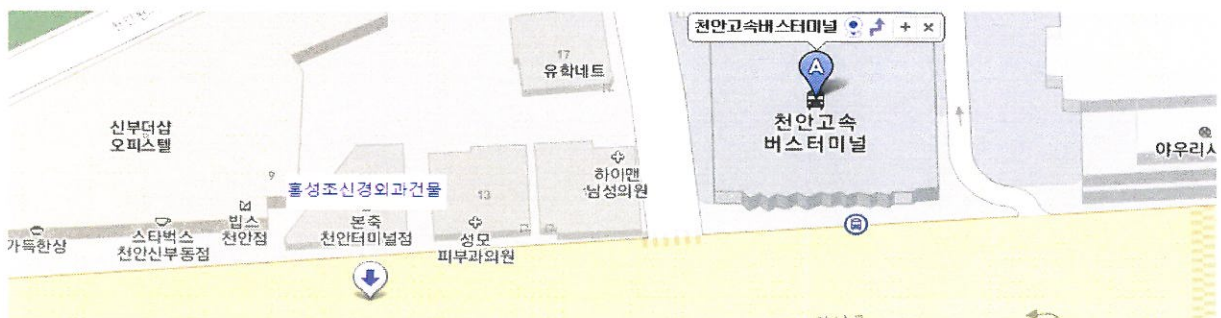 천안고속버스터미널
A
17
유학네트
천안고속
버스터미널
신부더샵
오피스텔
야우리시
하이맨
남성의원
9
홍성조신경외과건물
13
빕스
천안점
본죽
천안터미널점
성모
피부과의원
가득한상
스타벅스
천안신부동점